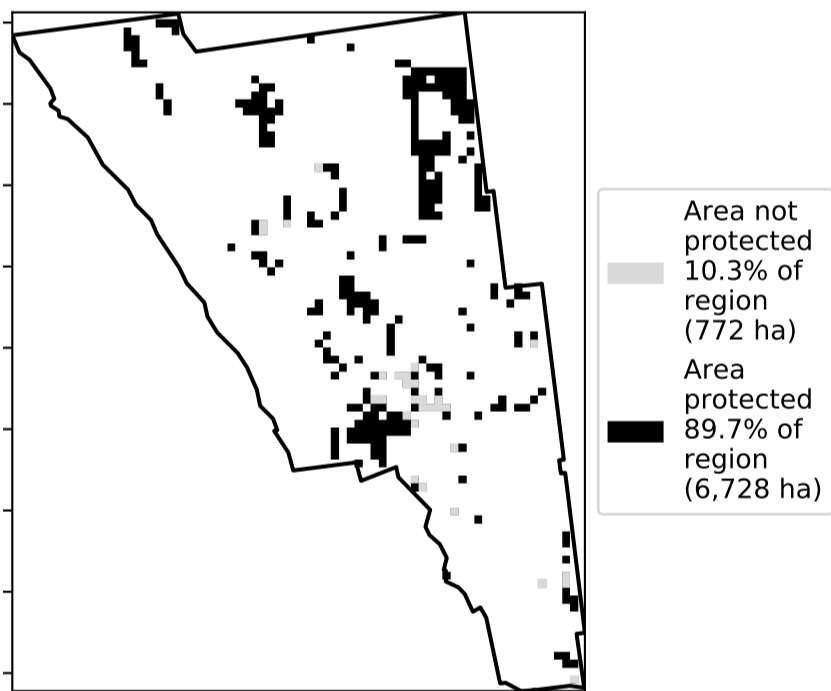 Area not
protected
10.3% of
region
(772 ha)
Area
protected
89.7% of
region
(6,728 ha)